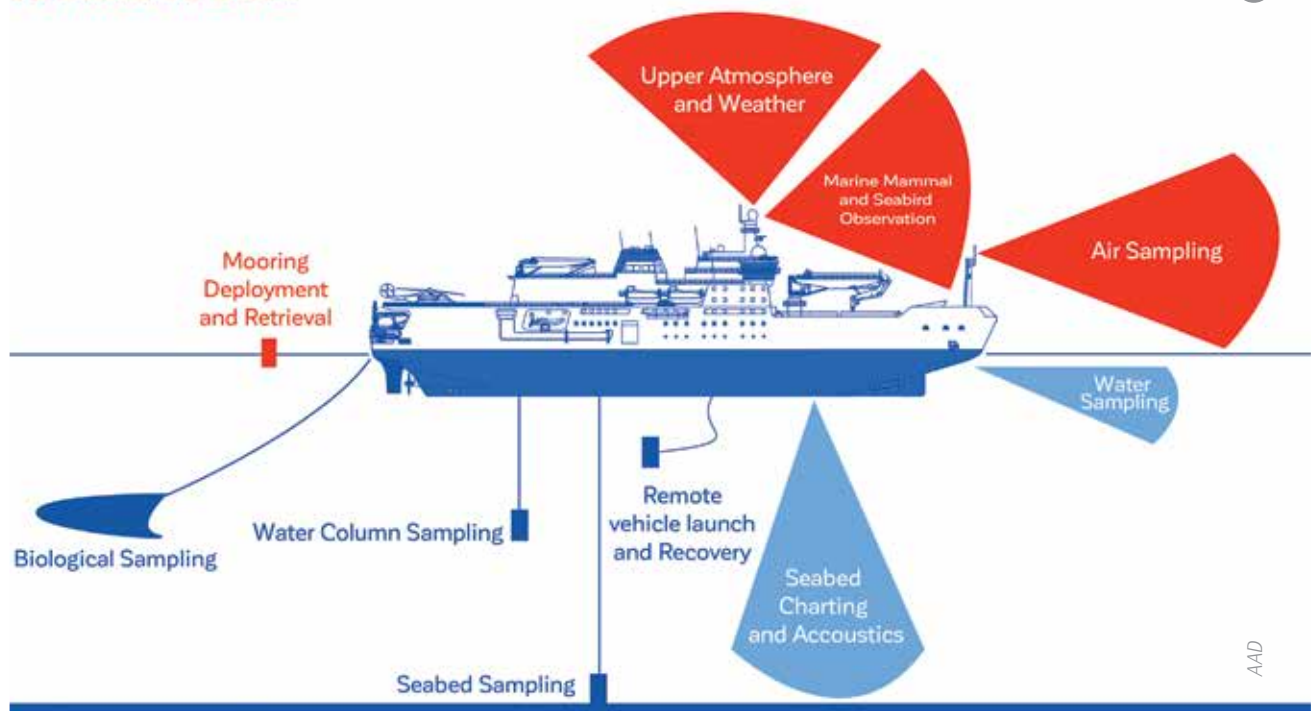 Upper Atmosphere
and Weather
Marine Mammal
and Seabird
Observation
Air Sampling
Mooring
Deployment
and Retrieval
Water
Sampling
Biological Sampling
Water Column Sampling
Remote
vehicle launch
and Recovery
Seabed
Charting
and Accoustics
Seabed Sampling
AAD